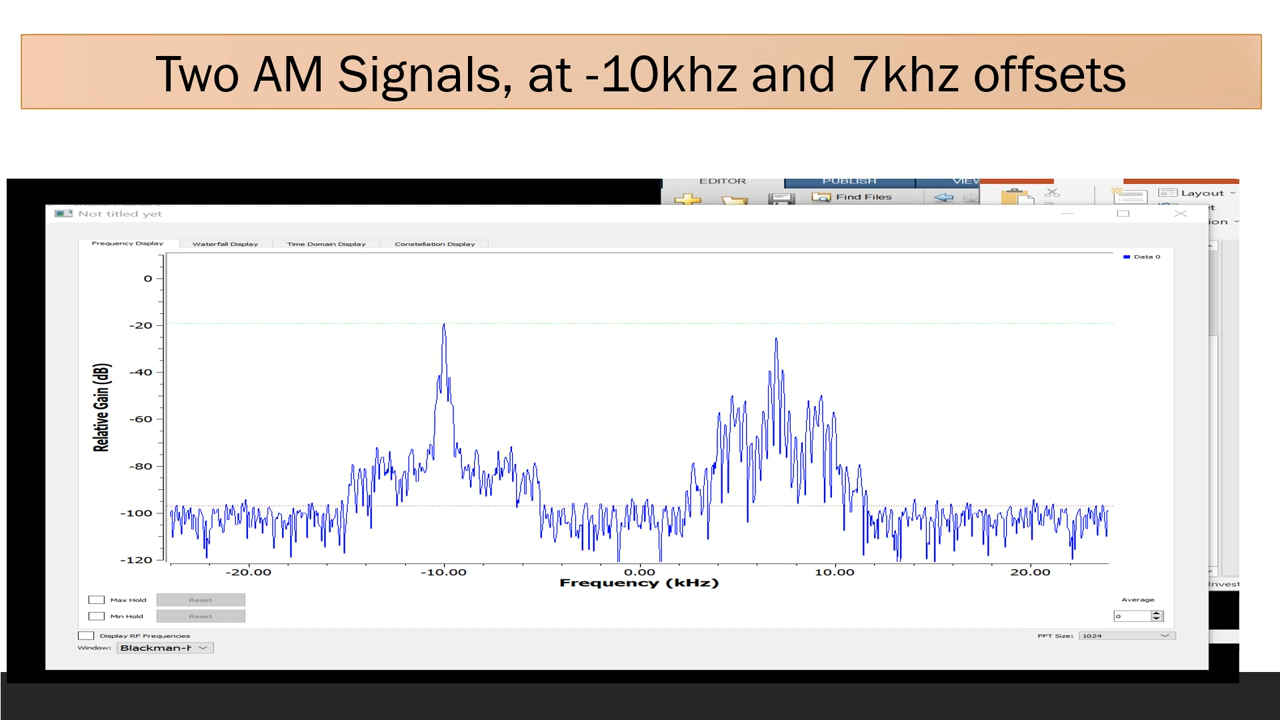 Two AM Signals, at -10khz and 7khz offsets
EDITOR PUBLISH VIEW
Find Files
Layout
Not titled yet
Frequency Display Waterfall Display Time Domain Display Constellation Display
Data 0
0
-20
-40
-60
-80
-100
-120
Relative Gain (dB)
-20.00 -10.00 0.00 10.00 20.00
Frequency (kHz)
Max Hold Reset
Min Hold Reset
Average
0
Display RF Frequencies
Window: Blackman-h
FFT Size: 1024